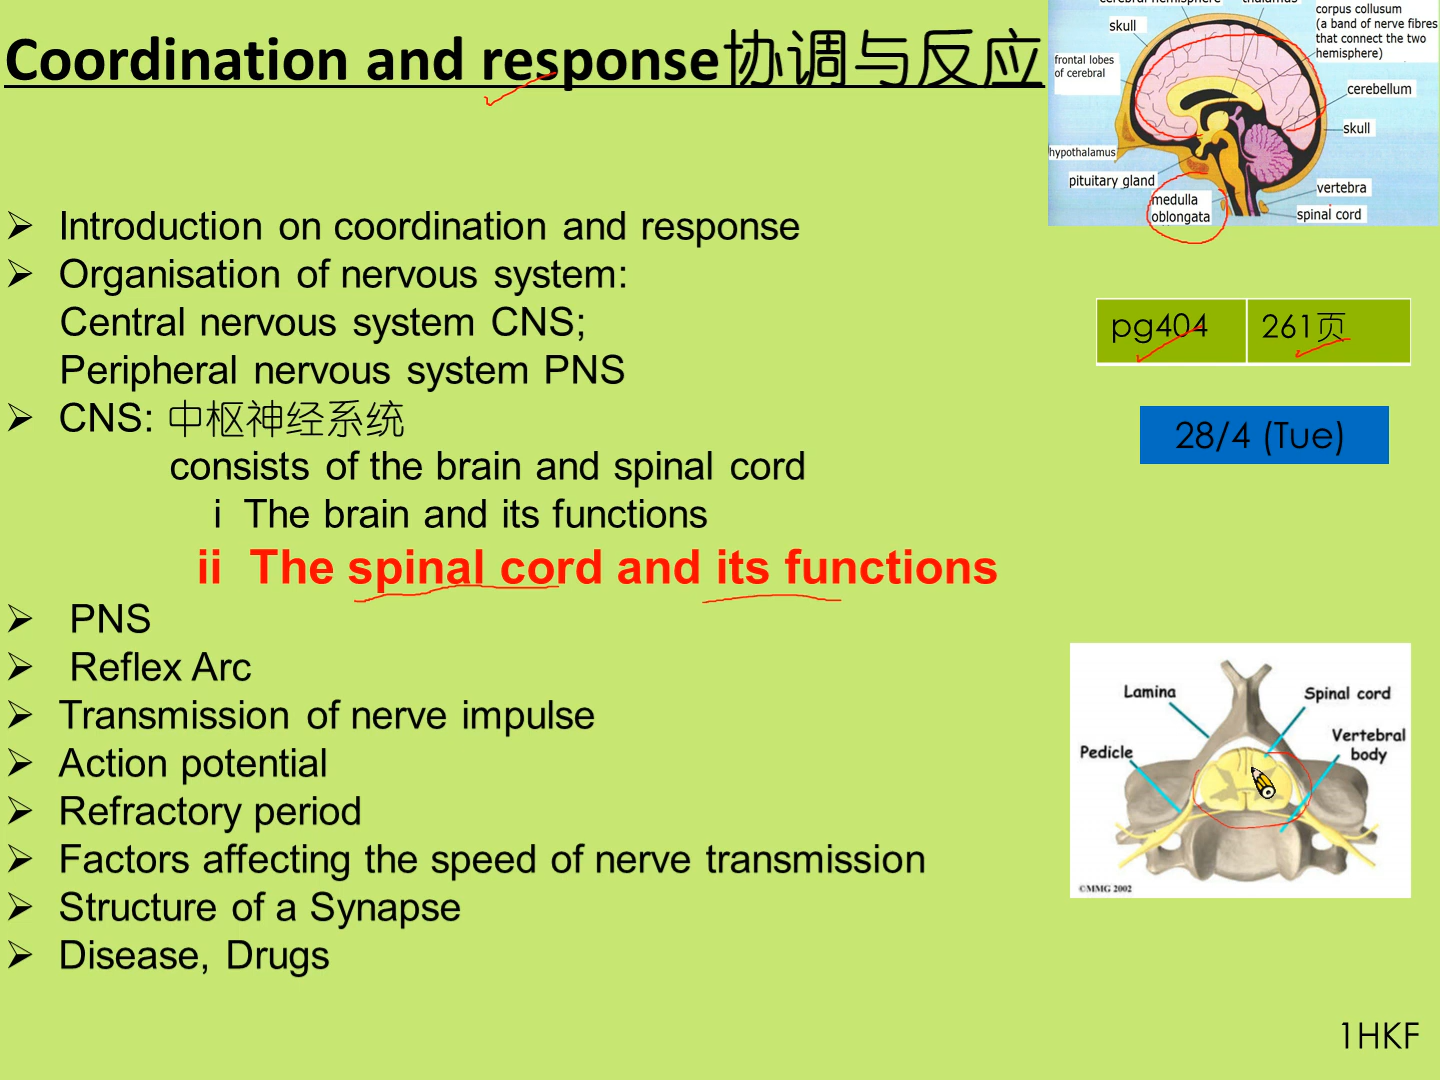 Coordination and response协调与反应
skull
corpus collusum
(a band of nerve fibres
that connect the two
hemisphere)
frontal lobes
of cerebral
cerebellum
skull
hypothalamus
pituitary gland
medulla
oblongata
vertebra
spinal cord
➢ Introduction on coordination and response
➢ Organisation of nervous system:
Central nervous system CNS;
Peripheral nervous system PNS
➢ CNS: 中枢神经系统
consists of the brain and spinal cord
i The brain and its functions
ii The spinal cord and its functions
➢ PNS
➢ Reflex Arc
➢ Transmission of nerve impulse
➢ Action potential
➢ Refractory period
➢ Factors affecting the speed of nerve transmission
➢ Structure of a Synapse
➢ Disease, Drugs
pg404 261页
28/4 (Tue)
Lamina
Spinal cord
Pedicle
Vertebral
body
©MMG 2002
1HKF